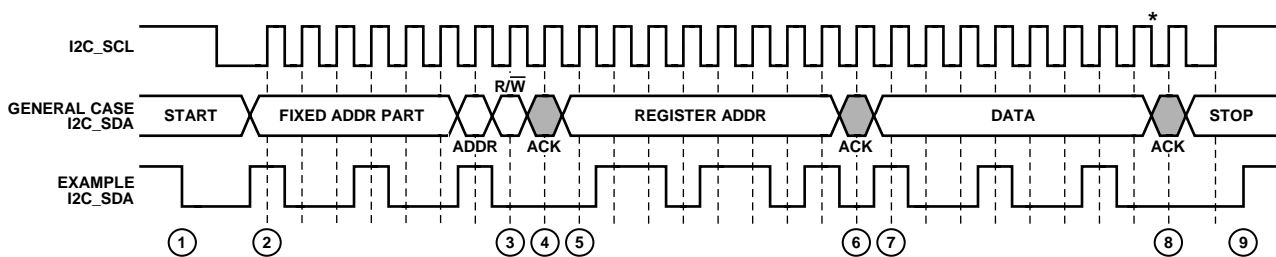 *
I2C_SCL
R/W̅
GENERAL CASE
I2C_SDA
START
FIXED ADDR PART
REGISTER ADDR
DATA
STOP
ADDR
ACK
ACK
ACK
EXAMPLE
I2C_SDA
1
2
3
4
5
6
7
8
9